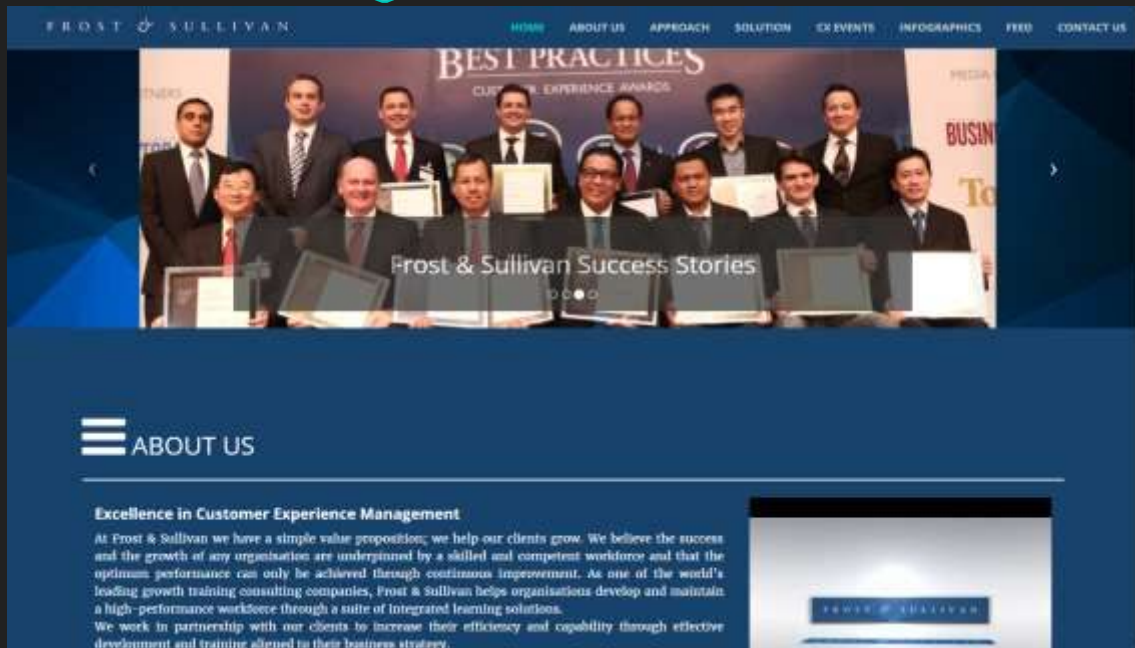 FROST & SULLIVAN
HOME ABOUT US APPROACH SOLUTION CX EVENTS INFOGRAPHICS FEED CONTACT US
BEST PRACTICES
CUSTOMER EXPERIENCE AWARDS
MEDIA
BUSIN
To
Frost & Sullivan Success Stories
ABOUT US
Excellence in Customer Experience Management
At Frost & Sullivan we have a simple value proposition; we help our clients grow. We believe the success
and the growth of any organisation are underpinned by a skilled and competent workforce and that the
optimum performance can only be achieved through continuous improvement. As one of the world's
leading growth training consulting companies, Frost & Sullivan helps organisations develop and maintain
a high-performance workforce through a suite of integrated learning solutions.
We work in partnership with our clients to increase their efficiency and capability through effective
development and training aligned to their business strategy.
FROST & SULLIVAN